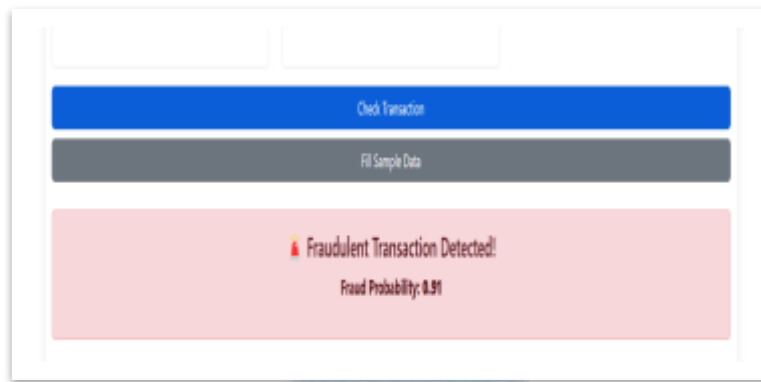 Check Transaction
Fill Sample Data
🚨 Fraudulent Transaction Detected!
Fraud Probability: 0.91